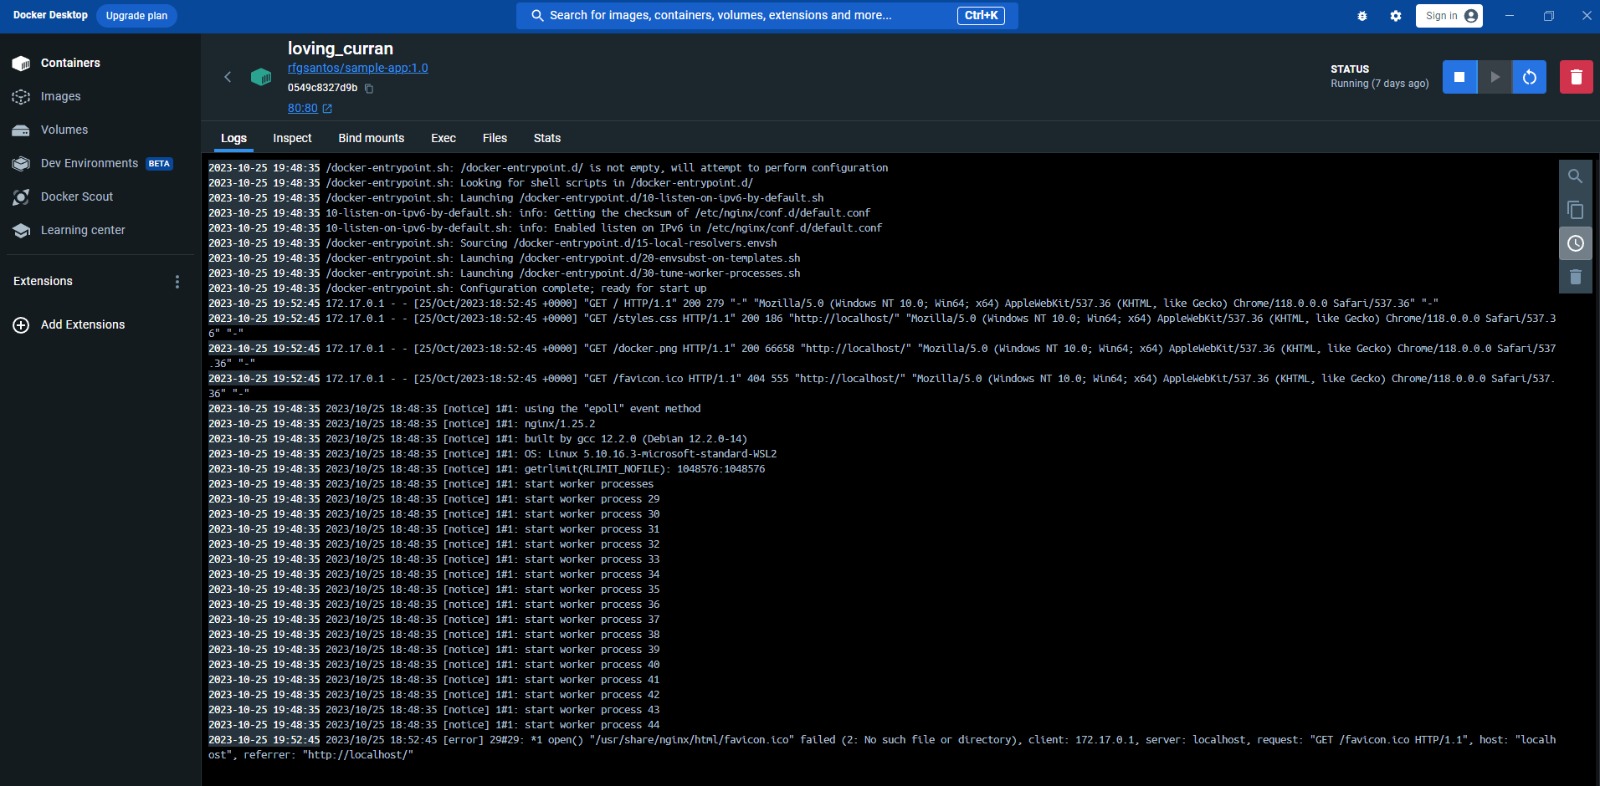 Docker Desktop
Upgrade plan
Search for images, containers, volumes, extensions and more...
Ctrl+K
Sign in
Containers
Images
Volumes
Dev Environments BETA
Docker Scout
Learning center
Extensions
Add Extensions
loving_curran
rfgsantos/sample-app:1.0
0549c8327d9b
80:80
STATUS
Running (7 days ago)
Logs
Inspect
Bind mounts
Exec
Files
Stats
2023-10-25 19:48:35 /docker-entrypoint.sh: /docker-entrypoint.d/ is not empty, will attempt to perform configuration
2023-10-25 19:48:35 /docker-entrypoint.sh: Looking for shell scripts in /docker-entrypoint.d/
2023-10-25 19:48:35 /docker-entrypoint.sh: Launching /docker-entrypoint.d/10-listen-on-ipv6-by-default.sh
2023-10-25 19:48:35 10-listen-on-ipv6-by-default.sh: info: Getting the checksum of /etc/nginx/conf.d/default.conf
2023-10-25 19:48:35 10-listen-on-ipv6-by-default.sh: info: Enabled listen on IPv6 in /etc/nginx/conf.d/default.conf
2023-10-25 19:48:35 /docker-entrypoint.sh: Sourcing /docker-entrypoint.d/15-local-resolvers.envsh
2023-10-25 19:48:35 /docker-entrypoint.sh: Launching /docker-entrypoint.d/20-envsubst-on-templates.sh
2023-10-25 19:48:35 /docker-entrypoint.sh: Launching /docker-entrypoint.d/30-tune-worker-processes.sh
2023-10-25 19:48:35 /docker-entrypoint.sh: Configuration complete; ready for start up
2023-10-25 19:52:45 172.17.0.1 - - [25/Oct/2023:18:52:45 +0000] "GET / HTTP/1.1" 200 279 "-" "Mozilla/5.0 (Windows NT 10.0; Win64; x64) AppleWebKit/537.36 (KHTML, like Gecko) Chrome/118.0.0.0 Safari/537.36" "-"
2023-10-25 19:52:45 172.17.0.1 - - [25/Oct/2023:18:52:45 +0000] "GET /styles.css HTTP/1.1" 200 186 "http://localhost/" "Mozilla/5.0 (Windows NT 10.0; Win64; x64) AppleWebKit/537.36 (KHTML, like Gecko) Chrome/118.0.0.0 Safari/537.3
6" "-"
2023-10-25 19:52:45 172.17.0.1 - - [25/Oct/2023:18:52:45 +0000] "GET /docker.png HTTP/1.1" 200 66658 "http://localhost/" "Mozilla/5.0 (Windows NT 10.0; Win64; x64) AppleWebKit/537.36 (KHTML, like Gecko) Chrome/118.0.0.0 Safari/537
.36" "-"
2023-10-25 19:52:45 172.17.0.1 - - [25/Oct/2023:18:52:45 +0000] "GET /favicon.ico HTTP/1.1" 404 555 "http://localhost/" "Mozilla/5.0 (Windows NT 10.0; Win64; x64) AppleWebKit/537.36 (KHTML, like Gecko) Chrome/118.0.0.0 Safari/537.
36" "-"
2023-10-25 19:48:35 2023/10/25 18:48:35 [notice] 1#1: using the "epoll" event method
2023-10-25 19:48:35 2023/10/25 18:48:35 [notice] 1#1: nginx/1.25.2
2023-10-25 19:48:35 2023/10/25 18:48:35 [notice] 1#1: built by gcc 12.2.0 (Debian 12.2.0-14)
2023-10-25 19:48:35 2023/10/25 18:48:35 [notice] 1#1: OS: Linux 5.10.16.3-microsoft-standard-WSL2
2023-10-25 19:48:35 2023/10/25 18:48:35 [notice] 1#1: getrlimit(RLIMIT_NOFILE): 1048576:1048576
2023-10-25 19:48:35 2023/10/25 18:48:35 [notice] 1#1: start worker processes
2023-10-25 19:48:35 2023/10/25 18:48:35 [notice] 1#1: start worker process 29
2023-10-25 19:48:35 2023/10/25 18:48:35 [notice] 1#1: start worker process 30
2023-10-25 19:48:35 2023/10/25 18:48:35 [notice] 1#1: start worker process 31
2023-10-25 19:48:35 2023/10/25 18:48:35 [notice] 1#1: start worker process 32
2023-10-25 19:48:35 2023/10/25 18:48:35 [notice] 1#1: start worker process 33
2023-10-25 19:48:35 2023/10/25 18:48:35 [notice] 1#1: start worker process 34
2023-10-25 19:48:35 2023/10/25 18:48:35 [notice] 1#1: start worker process 35
2023-10-25 19:48:35 2023/10/25 18:48:35 [notice] 1#1: start worker process 36
2023-10-25 19:48:35 2023/10/25 18:48:35 [notice] 1#1: start worker process 37
2023-10-25 19:48:35 2023/10/25 18:48:35 [notice] 1#1: start worker process 38
2023-10-25 19:48:35 2023/10/25 18:48:35 [notice] 1#1: start worker process 39
2023-10-25 19:48:35 2023/10/25 18:48:35 [notice] 1#1: start worker process 40
2023-10-25 19:48:35 2023/10/25 18:48:35 [notice] 1#1: start worker process 41
2023-10-25 19:48:35 2023/10/25 18:48:35 [notice] 1#1: start worker process 42
2023-10-25 19:48:35 2023/10/25 18:48:35 [notice] 1#1: start worker process 43
2023-10-25 19:48:35 2023/10/25 18:48:35 [notice] 1#1: start worker process 44
2023-10-25 19:52:45 2023/10/25 18:52:45 [error] 29#29: *1 open() "/usr/share/nginx/html/favicon.ico" failed (2: No such file or directory), client: 172.17.0.1, server: localhost, request: "GET /favicon.ico HTTP/1.1", host: "localh
ost", referrer: "http://localhost/"